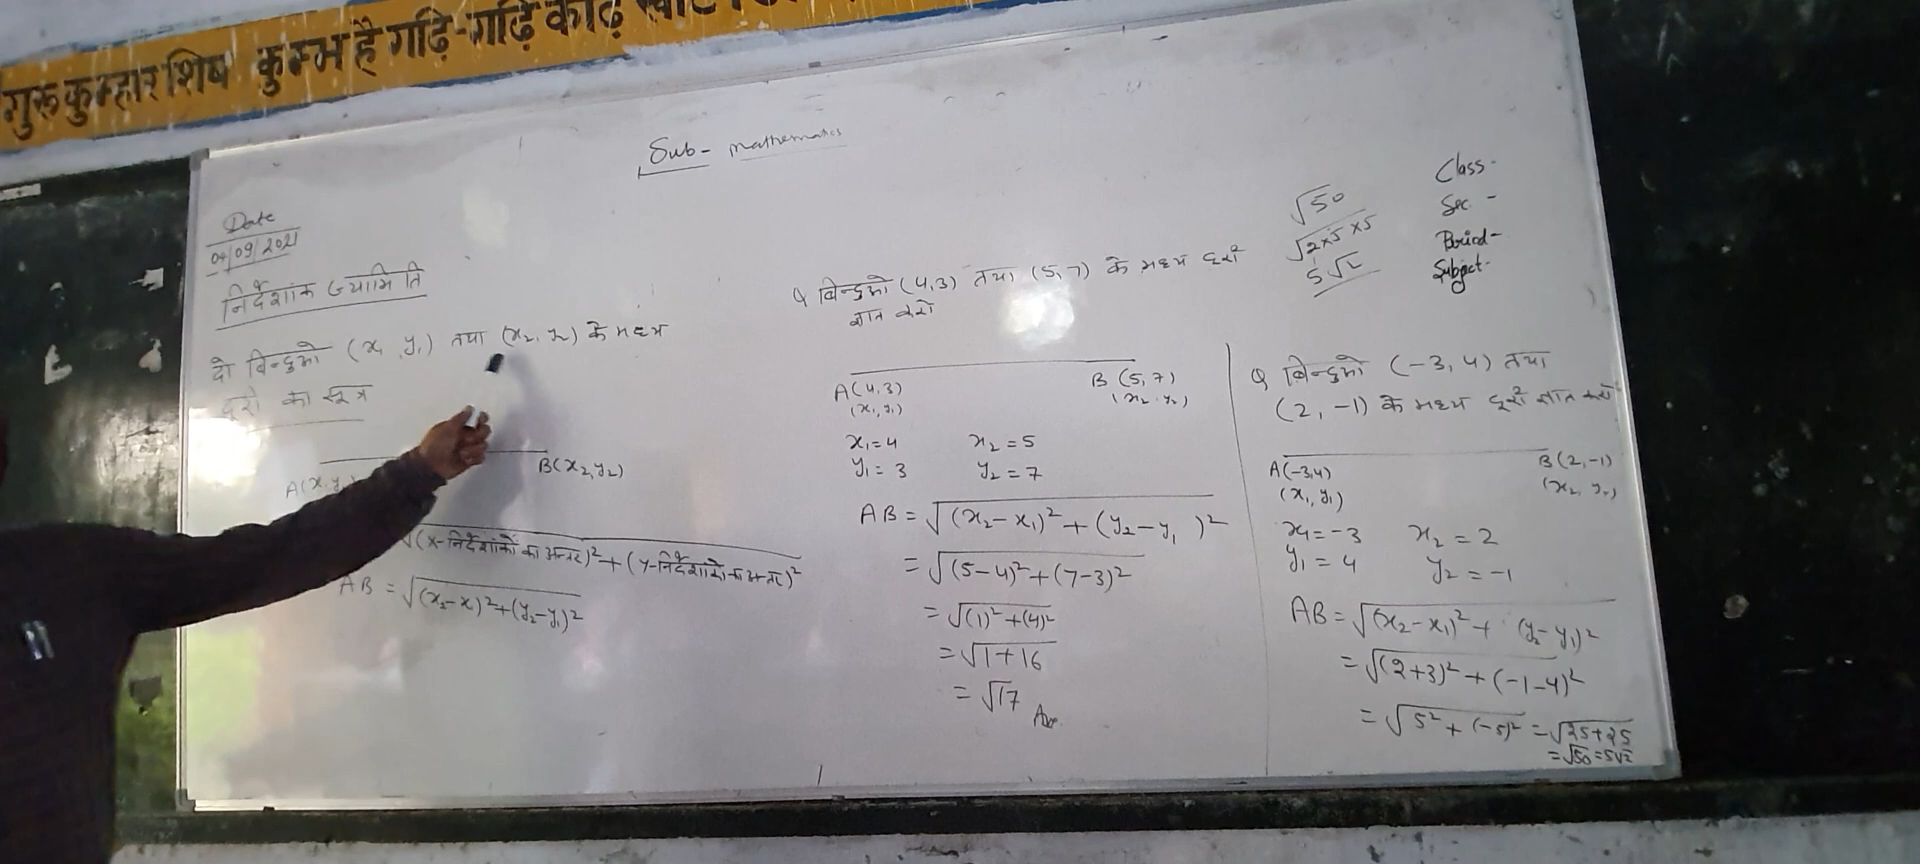 गुरू कुम्हार शिष कुम्भ है गढ़ि-गढ़ि काढ़ै
Sub- Mathematics
Date
04/09/2021
निर्देशांक ज्यामिति
दो बिन्दुओ (x₁, y₁) तथा (x₂, y₂) के मध्य
दूरी का सूत्र
A(x, y
B(x₂, y₂)
√(x-निर्देशांकों का अन्तर)² + (y-निर्देशांको का अन्तर)²
AB = √(x₂-x)²+(y₂-y₁)²
Q बिन्दुओ (4,3) तथा (5,7) के मध्य दूरी
ज्ञात करो
A(4,3) B (5,7)
(x₁, y₁) (x₂, y₂)
x₁=4 x₂=5
y₁=3 y₂=7
AB = √(x₂-x₁)²+(y₂-y₁)²
= √(5-4)²+(7-3)²
= √(1)²+(4)²
= √1+16
= √17 Ans
√50
√2×5×5
5√2
Class-
Sec. -
Period-
Subject-
Q बिन्दुओ (-3,4) तथा
(2,-1) के मध्य दूरी ज्ञात करो
A(-3,4) B(2,-1)
(x₁, y₁) (x₂, y₂)
x₁=-3 x₂=2
y₁=4 y₂=-1
AB=√(x₂-x₁)²+(y₂-y₁)²
=√(2+3)²+(-1-4)²
=√5²+(-5)² =√25+25
=√50=5√2